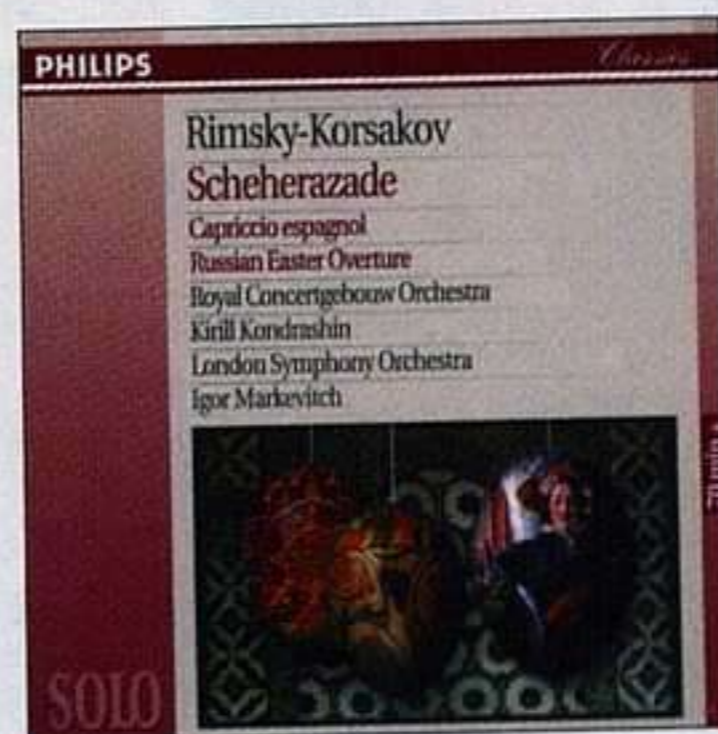 PHILIPS
Classics
Rimsky-Korsakov
Scheherazade
Capriccio espagnol
Russian Easter Overture
Royal Concertgebouw Orchestra
Kirill Kondrashin
London Symphony Orchestra
Igor Markevitch
SOLO